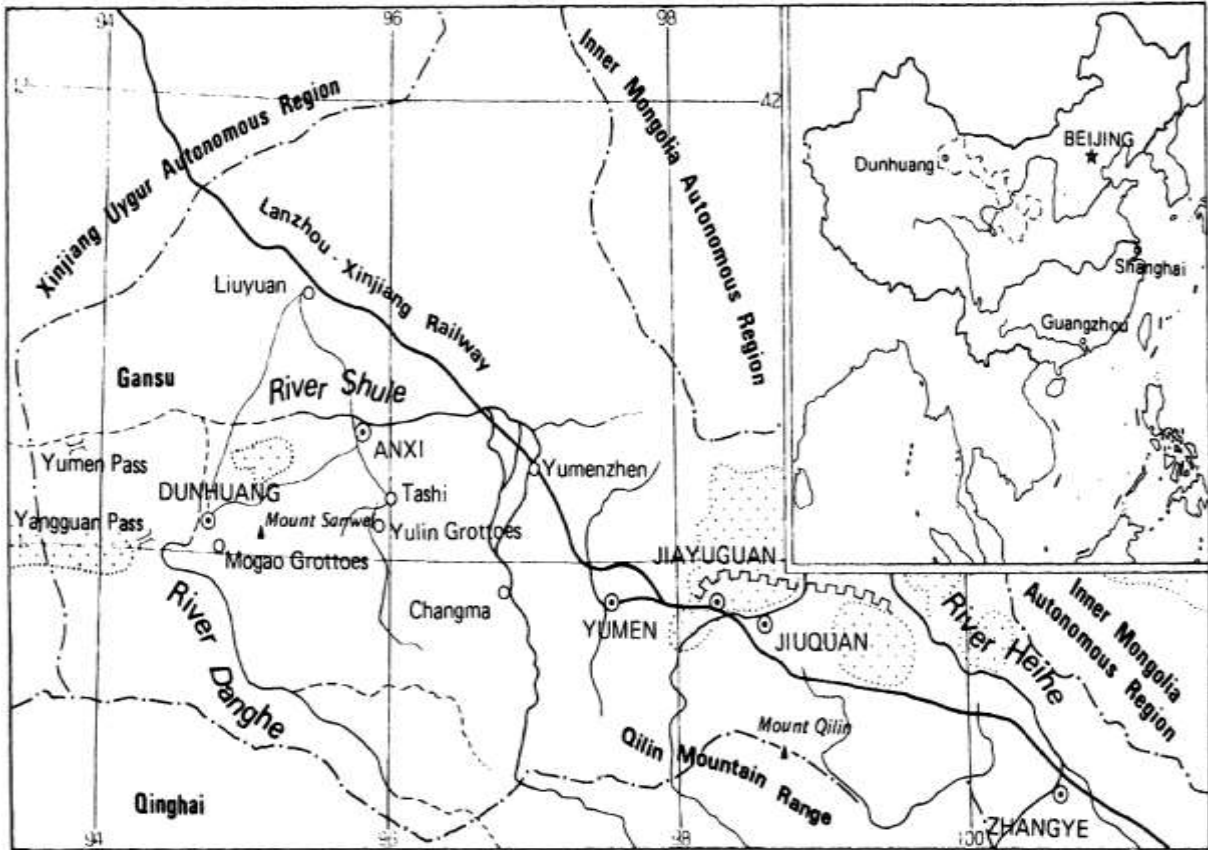 94
96
98
42
Xinjiang Uygur Autonomous Region
Inner Mongolia Autonomous Region
BEIJING
Dunhuang
Shanghai
Guangzhou
Lanzhou - Xinjiang Railway
Liuyuan
Gansu
River Shule
ANXI
Yumen Pass
Yumenzhen
DUNHUANG
Tashi
Yangguan Pass
Mount Sanwei
Yulin Grottoes
Mogao Grottoes
JIAYUGUAN
Changma
YUMEN
JIUQUAN
River Heihe
Inner Mongolia
Autonomous Region
River Danghe
Mount Qilin
Qilin Mountain Range
Qinghai
ZHANGYE
94
96
98
100